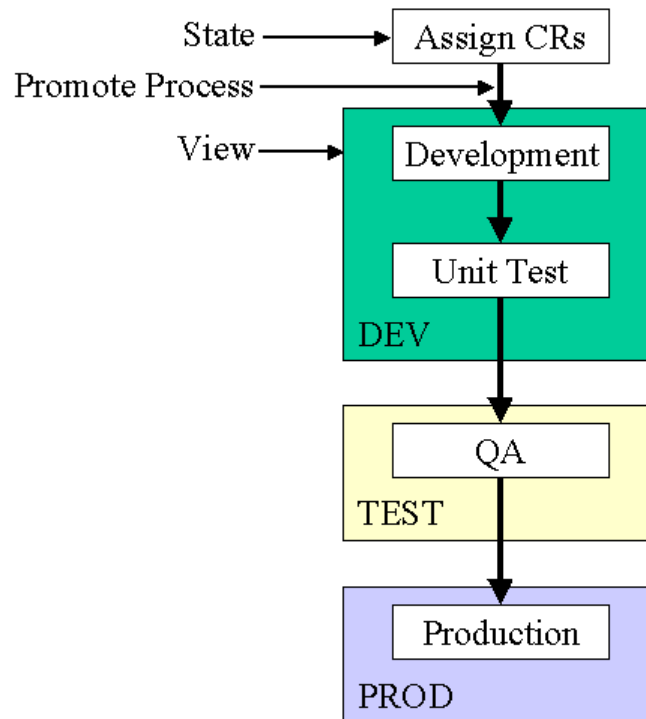 State
Assign CRs
Promote Process
View
Development
Unit Test
DEV
QA
TEST
Production
PROD